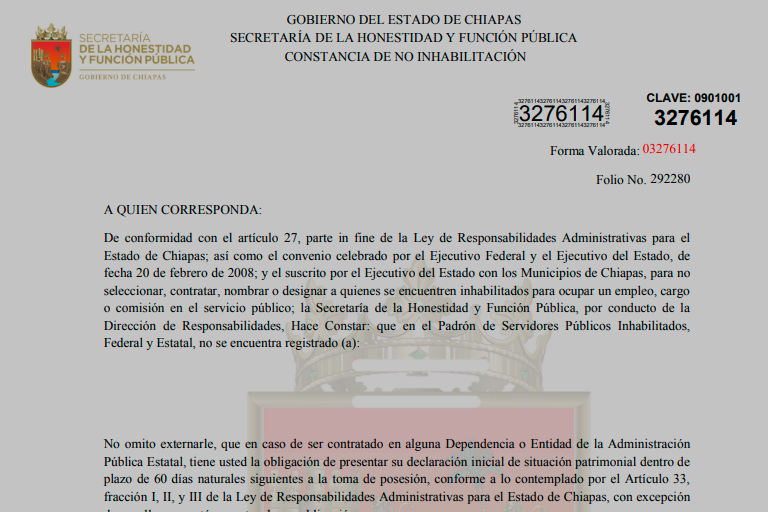 SECRETARÍA
DE LA HONESTIDAD
Y FUNCIÓN PÚBLICA
GOBIERNO DE CHIAPAS
GOBIERNO DEL ESTADO DE CHIAPAS
SECRETARÍA DE LA HONESTIDAD Y FUNCIÓN PÚBLICA
CONSTANCIA DE NO INHABILITACIÓN
3276114327611432761143276114
3276114
3276114
3276114
3276114327611432761143276114
CLAVE: 0901001
3276114
Forma Valorada: 03276114
Folio No. 292280
A QUIEN CORRESPONDA:
De conformidad con el artículo 27, parte in fine de la Ley de Responsabilidades Administrativas para el
Estado de Chiapas; así como el convenio celebrado por el Ejecutivo Federal y el Ejecutivo del Estado, de
fecha 20 de febrero de 2008; y el suscrito por el Ejecutivo del Estado con los Municipios de Chiapas, para no
seleccionar, contratar, nombrar o designar a quienes se encuentren inhabilitados para ocupar un empleo, cargo
o comisión en el servicio público; la Secretaría de la Honestidad y Función Pública, por conducto de la
Dirección de Responsabilidades, Hace Constar: que en el Padrón de Servidores Públicos Inhabilitados,
Federal y Estatal, no se encuentra registrado (a):
No omito externarle, que en caso de ser contratado en alguna Dependencia o Entidad de la Administración
Pública Estatal, tiene usted la obligación de presentar su declaración inicial de situación patrimonial dentro de
plazo de 60 días naturales siguientes a la toma de posesión, conforme a lo contemplado por el Artículo 33,
fracción I, II, y III de la Ley de Responsabilidades Administrativas para el Estado de Chiapas, con excepción